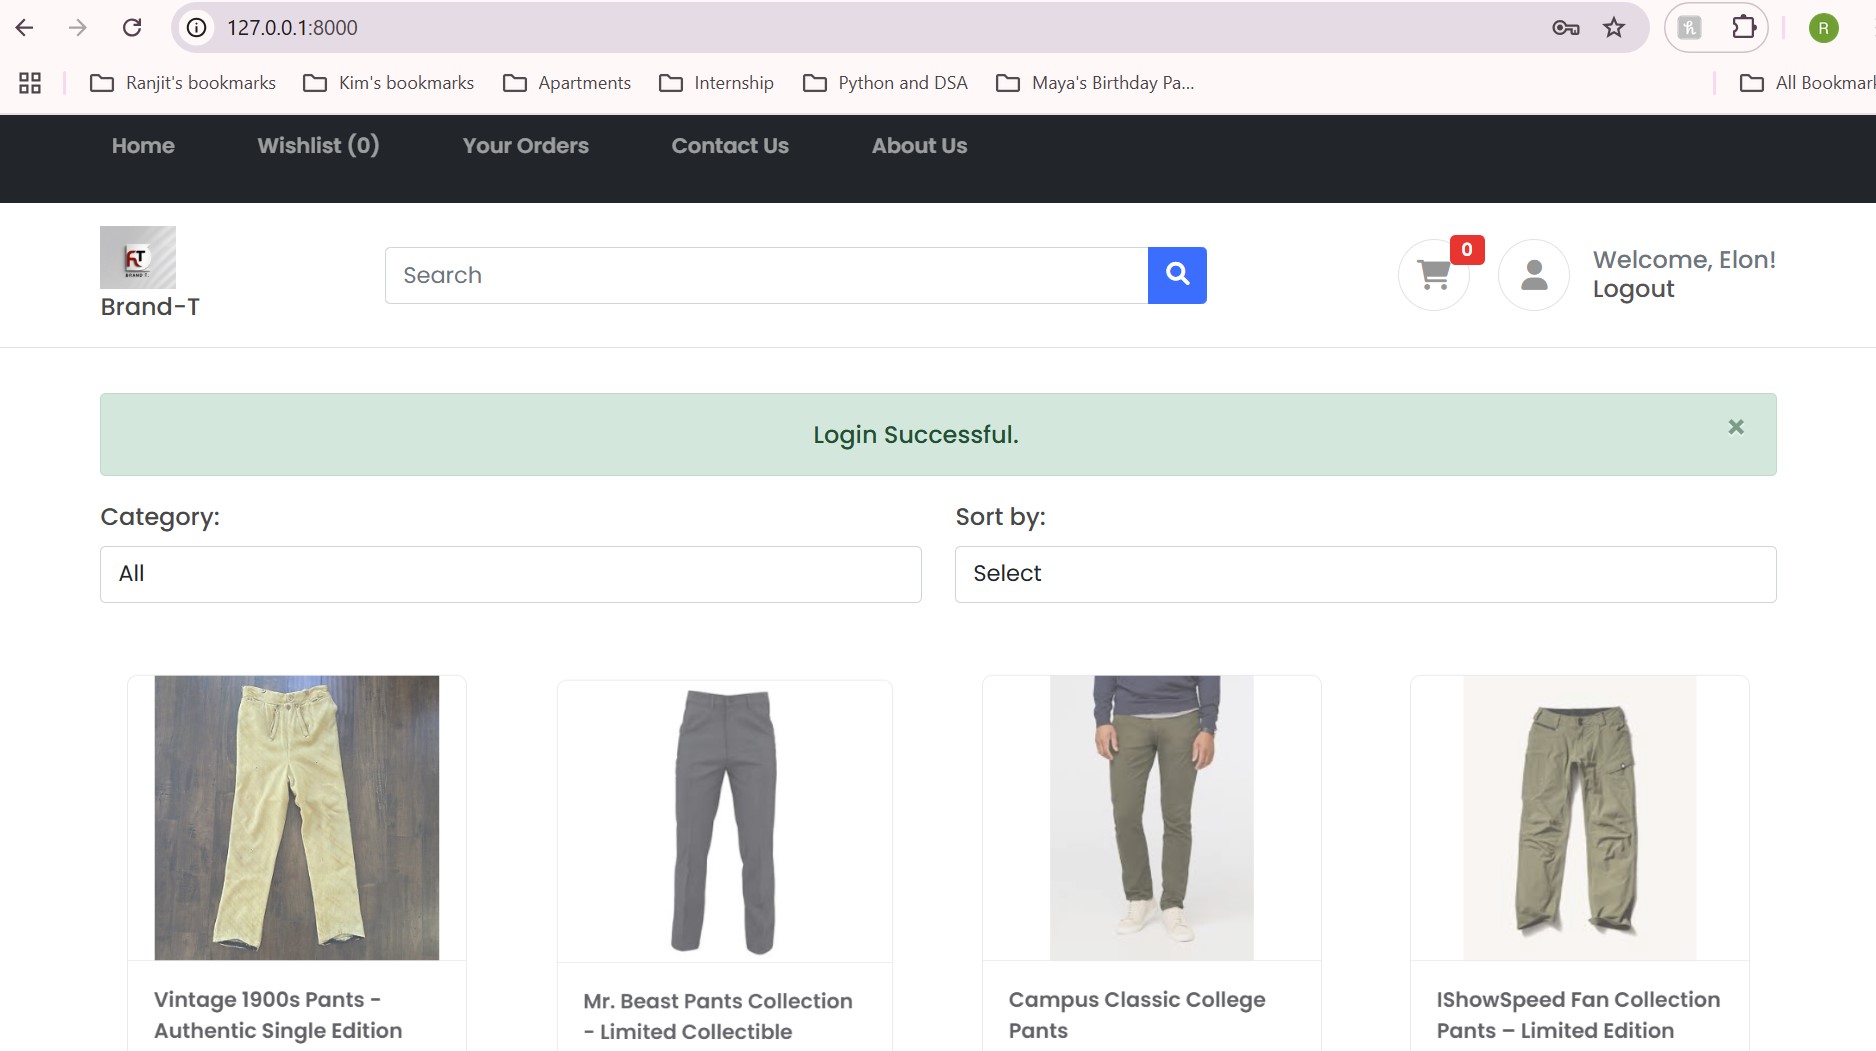 127.0.0.1:8000
R
Ranjit's bookmarks
Kim's bookmarks
Apartments
Internship
Python and DSA
Maya's Birthday Pa...
All Bookmark
Home
Wishlist (0)
Your Orders
Contact Us
About Us
BRAND T.
Brand-T
Search
0
Welcome, Elon!
Logout
Login Successful.
×
Category:
All
Sort by:
Select
Vintage 1900s Pants -
Authentic Single Edition
Mr. Beast Pants Collection
- Limited Collectible
Campus Classic College
Pants
IShowSpeed Fan Collection
Pants – Limited Edition